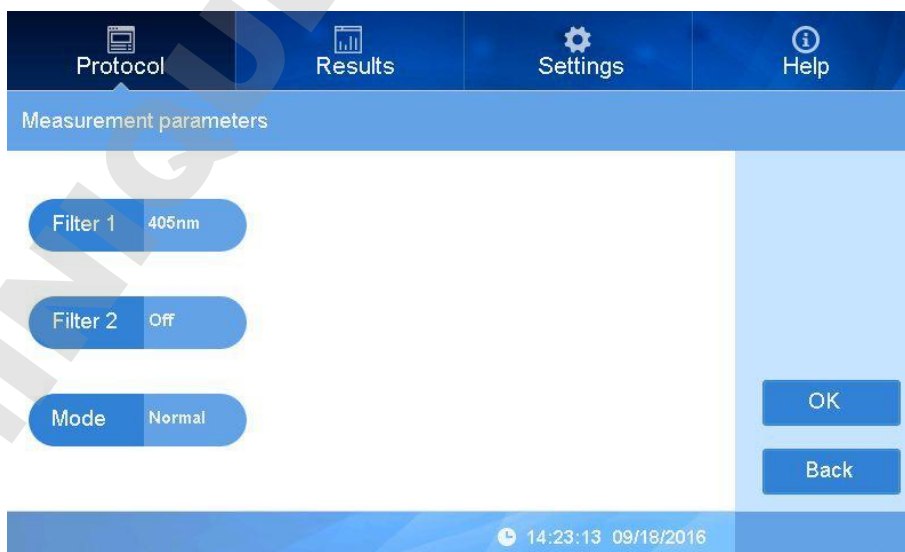 Protocol
Results
Settings
Help
Measurement parameters
Filter 1 405nm
Filter 2 Off
Mode Normal
OK
Back
14:23:13 09/18/2016